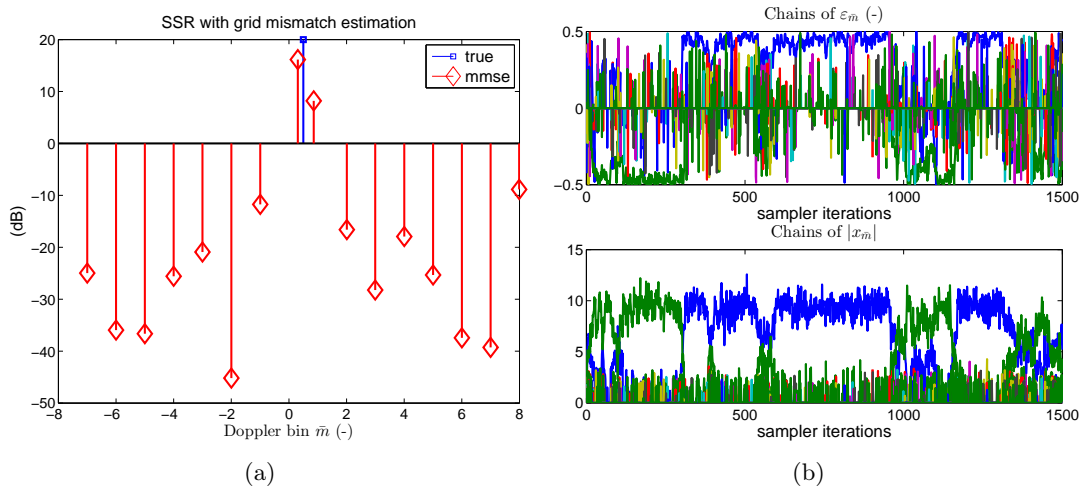 SSR with grid mismatch estimation
20
10
0
−10
−20
−30
−40
−50
(dB)
true
mmse
−8
−6
−4
−2
0
2
4
6
8
Doppler bin m̄ (-)
(a)
Chains of ε_m̄ (-)
0.5
0
−0.5
0
500
1000
1500
sampler iterations
Chains of |x_m̄|
15
10
5
0
0
500
1000
1500
sampler iterations
(b)